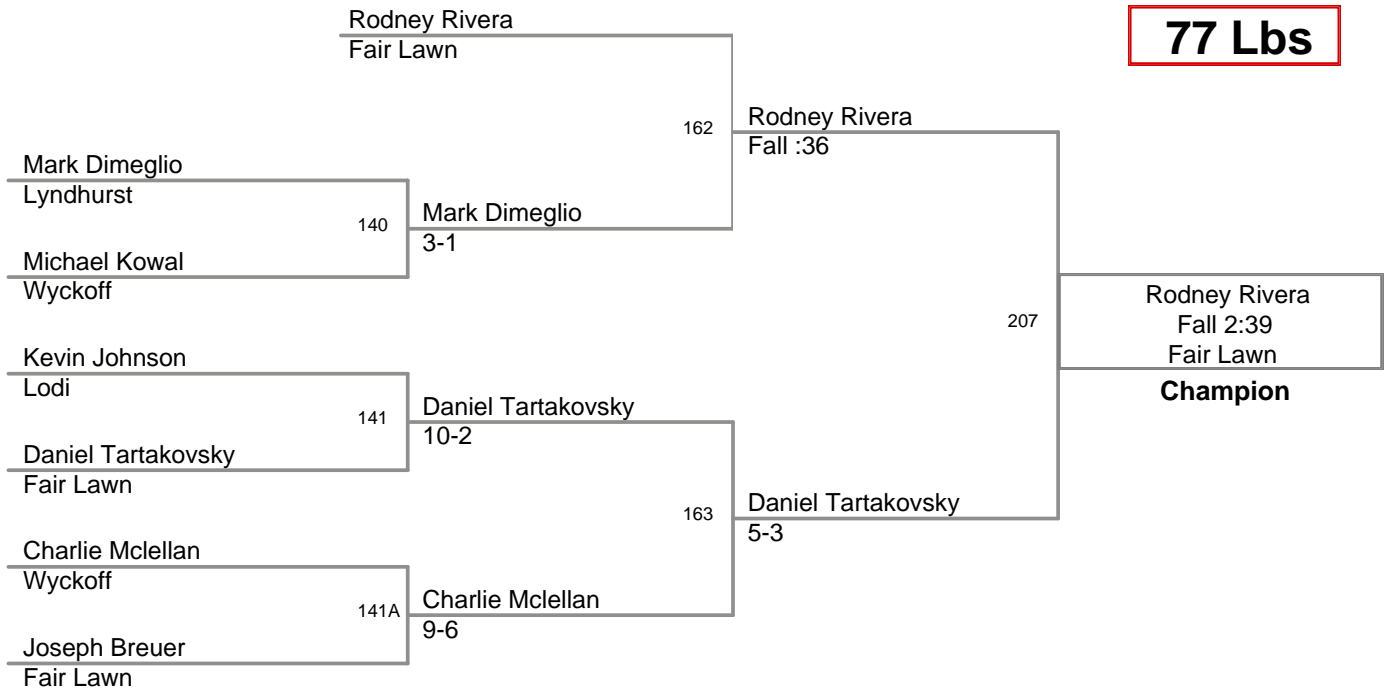 Rodney Rivera
Fair Lawn
77 Lbs
162
Rodney Rivera
Fall :36
Mark Dimeglio
Lyndhurst
140
Mark Dimeglio
3-1
Michael Kowal
Wyckoff
207
Rodney Rivera
Fall 2:39
Fair Lawn
Champion
Kevin Johnson
Lodi
141
Daniel Tartakovsky
10-2
Daniel Tartakovsky
Fair Lawn
163
Daniel Tartakovsky
5-3
Charlie Mclellan
Wyckoff
141A
Charlie Mclellan
9-6
Joseph Breuer
Fair Lawn